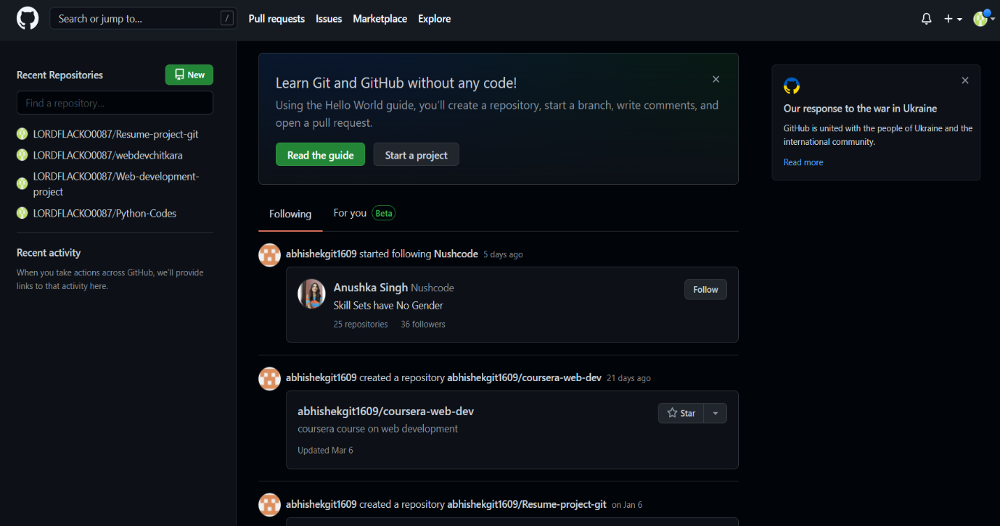 Search or jump to...
/
Pull requests
Issues
Marketplace
Explore
Recent Repositories
New
Find a repository...
LORDFLACKO0087/Resume-project-git
LORDFLACKO0087/webdevchitkara
LORDFLACKO0087/Web-development-
project
LORDFLACKO0087/Python-Codes
Recent activity
When you take actions across GitHub, we'll provide
links to that activity here.
Learn Git and GitHub without any code!
Using the Hello World guide, you'll create a repository, start a branch, write comments, and
open a pull request.
Read the guide
Start a project
Following
For you Beta
abhishekgit1609 started following Nushcode 5 days ago
Anushka Singh Nushcode
Follow
Skill Sets have No Gender
25 repositories 36 followers
abhishekgit1609 created a repository abhishekgit1609/coursera-web-dev 21 days ago
abhishekgit1609/coursera-web-dev
Star
coursera course on web development
Updated Mar 6
abhishekgit1609 created a repository abhishekgit1609/Resume-project-git on Jan 6
Our response to the war in Ukraine
GitHub is united with the people of Ukraine and the
international community.
Read more